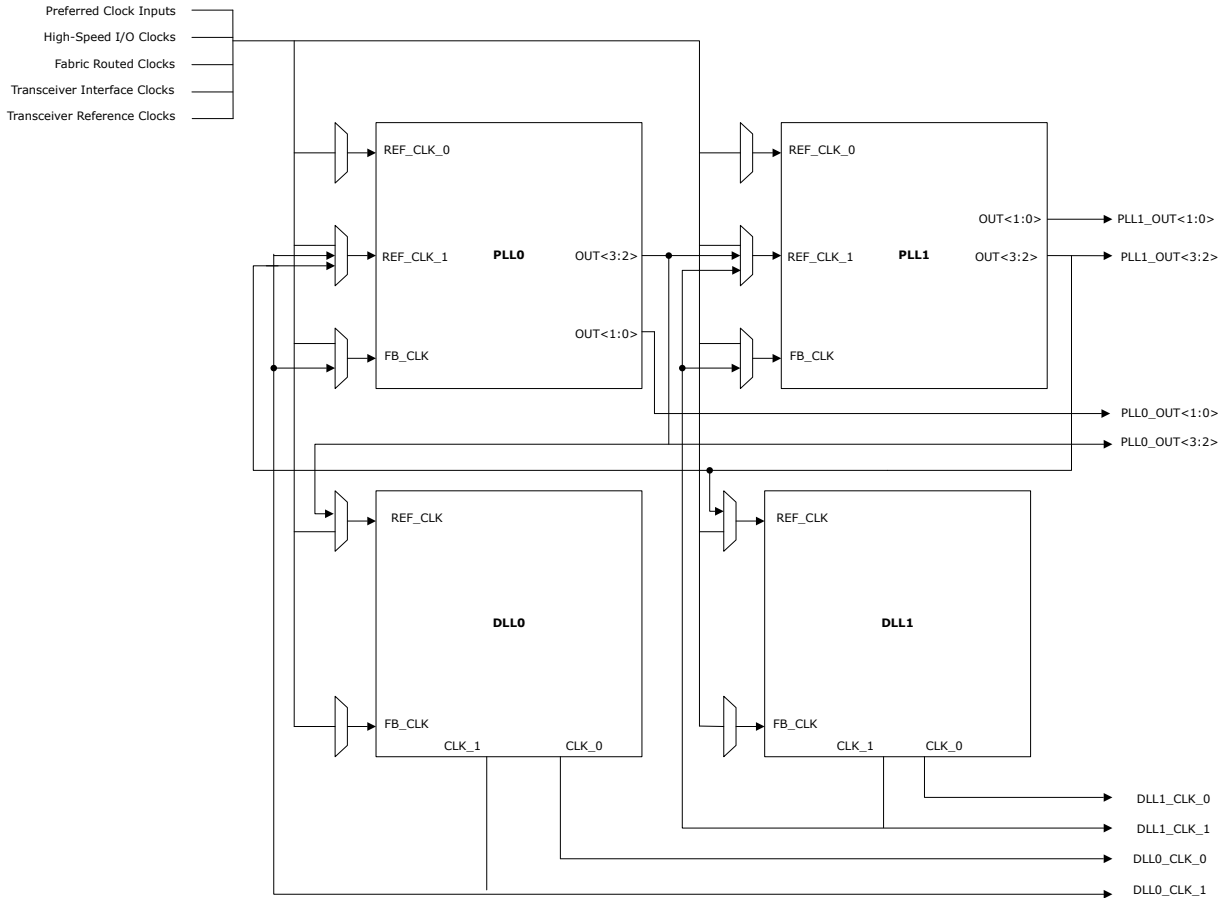 Preferred Clock Inputs
High-Speed I/O Clocks
Fabric Routed Clocks
Transceiver Interface Clocks
Transceiver Reference Clocks
REF_CLK_0
REF_CLK_1
PLL0
OUT<3:2>
OUT<1:0>
FB_CLK
REF_CLK_0
OUT<1:0>
REF_CLK_1
PLL1
OUT<3:2>
FB_CLK
PLL1_OUT<1:0>
PLL1_OUT<3:2>
PLL0_OUT<1:0>
PLL0_OUT<3:2>
REF_CLK
DLL0
FB_CLK
CLK_1
CLK_0
REF_CLK
DLL1
FB_CLK
CLK_1
CLK_0
DLL1_CLK_0
DLL1_CLK_1
DLL0_CLK_0
DLL0_CLK_1